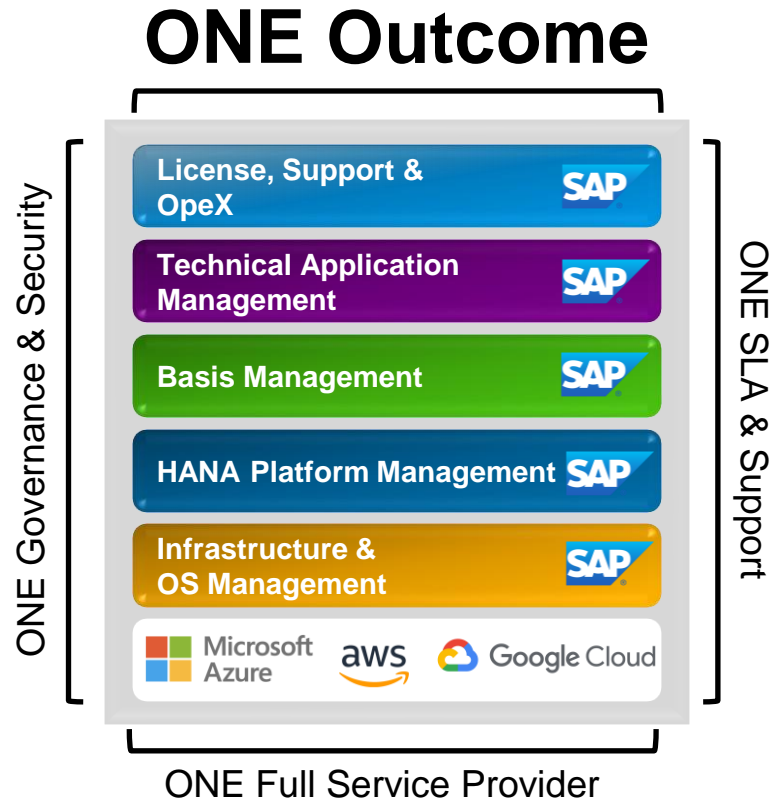 ONE Outcome
ONE Governance & Security
License, Support &
OpeX
SAP
Technical Application
Management
SAP
Basis Management
SAP
HANA Platform Management
SAP
Infrastructure &
OS Management
SAP
Microsoft
Azure
aws
Google Cloud
ONE SLA & Support
ONE Full Service Provider